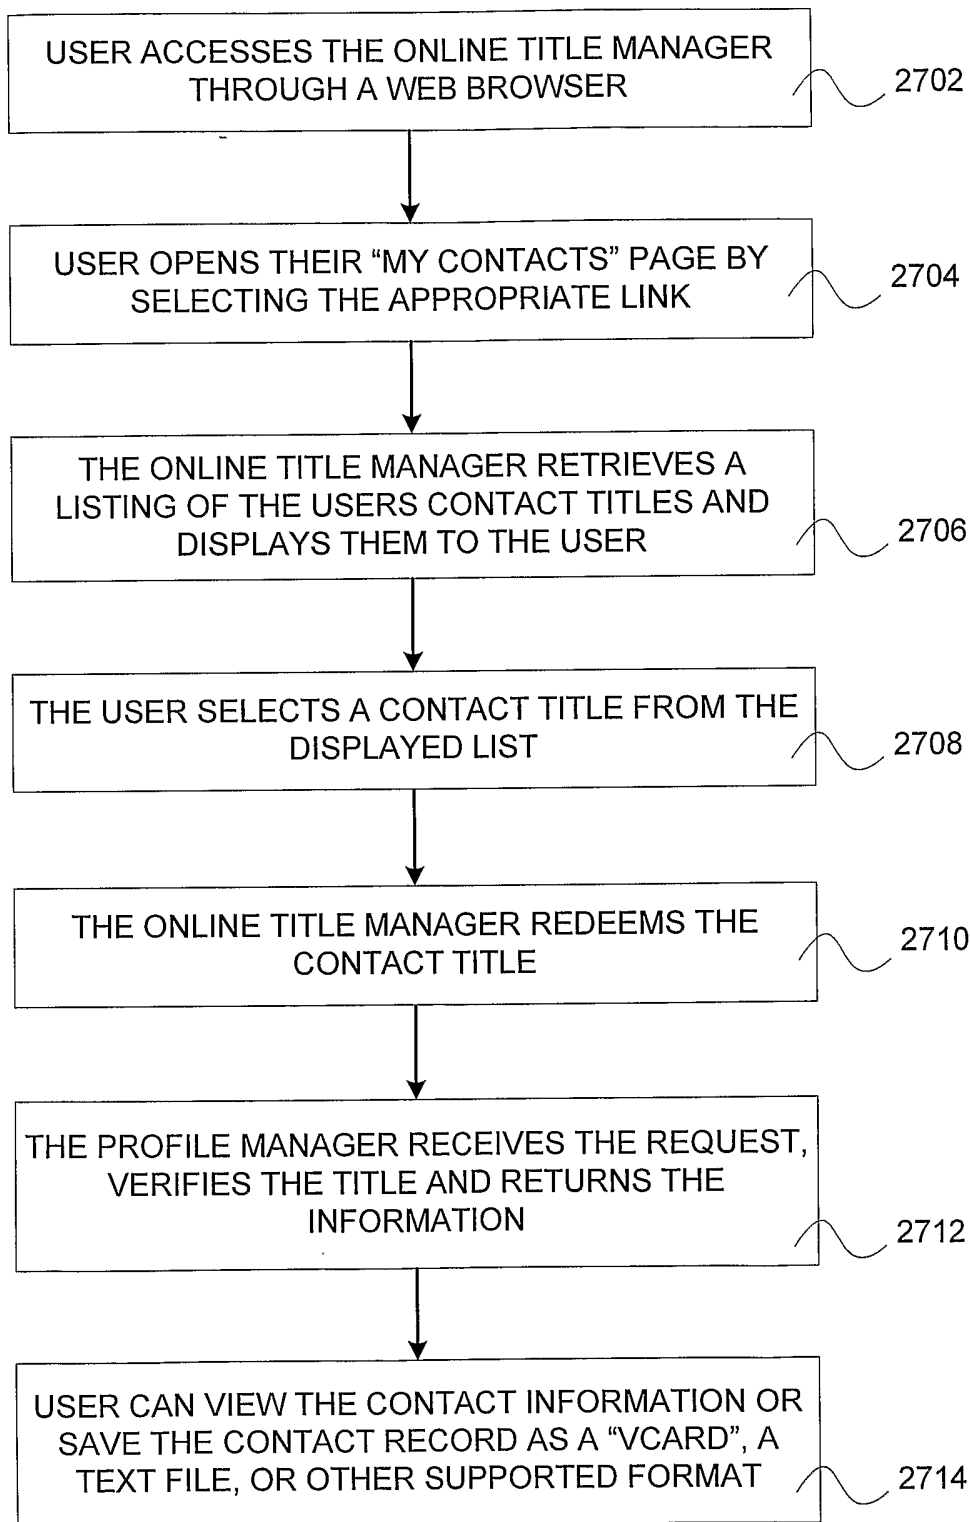 USER ACCESSES THE ONLINE TITLE MANAGER
THROUGH A WEB BROWSER
2702
USER OPENS THEIR “MY CONTACTS” PAGE BY
SELECTING THE APPROPRIATE LINK
2704
THE ONLINE TITLE MANAGER RETRIEVES A
LISTING OF THE USERS CONTACT TITLES AND
DISPLAYS THEM TO THE USER
2706
THE USER SELECTS A CONTACT TITLE FROM THE
DISPLAYED LIST
2708
THE ONLINE TITLE MANAGER REDEEMS THE
CONTACT TITLE
2710
THE PROFILE MANAGER RECEIVES THE REQUEST,
VERIFIES THE TITLE AND RETURNS THE
INFORMATION
2712
USER CAN VIEW THE CONTACT INFORMATION OR
SAVE THE CONTACT RECORD AS A “VCARD”, A
TEXT FILE, OR OTHER SUPPORTED FORMAT
2714